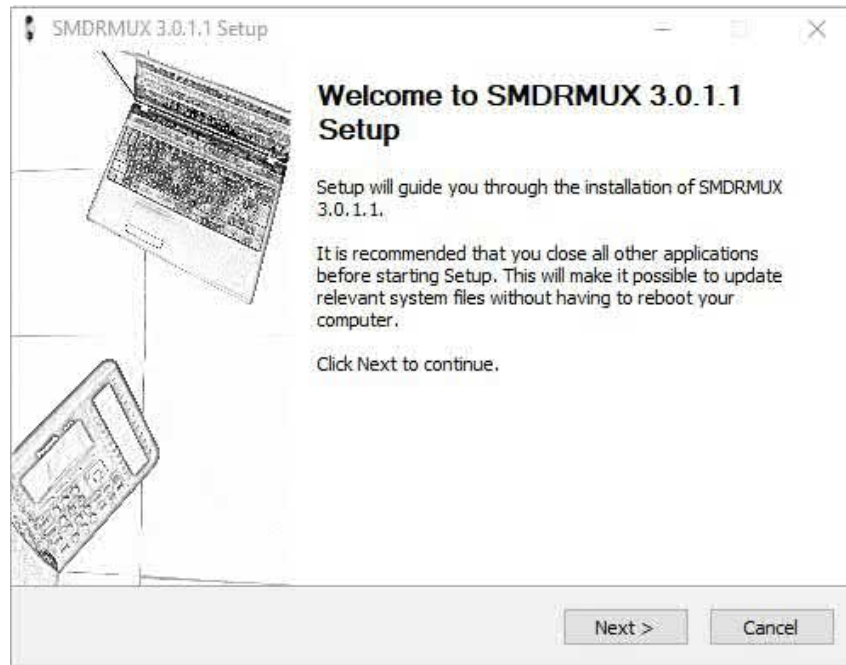 SMDRMUX 3.0.1.1 Setup
Welcome to SMDRMUX 3.0.1.1
Setup
Setup will guide you through the installation of SMDRMUX
3.0.1.1.
It is recommended that you close all other applications
before starting Setup. This will make it possible to update
relevant system files without having to reboot your
computer.
Click Next to continue.
Next >
Cancel